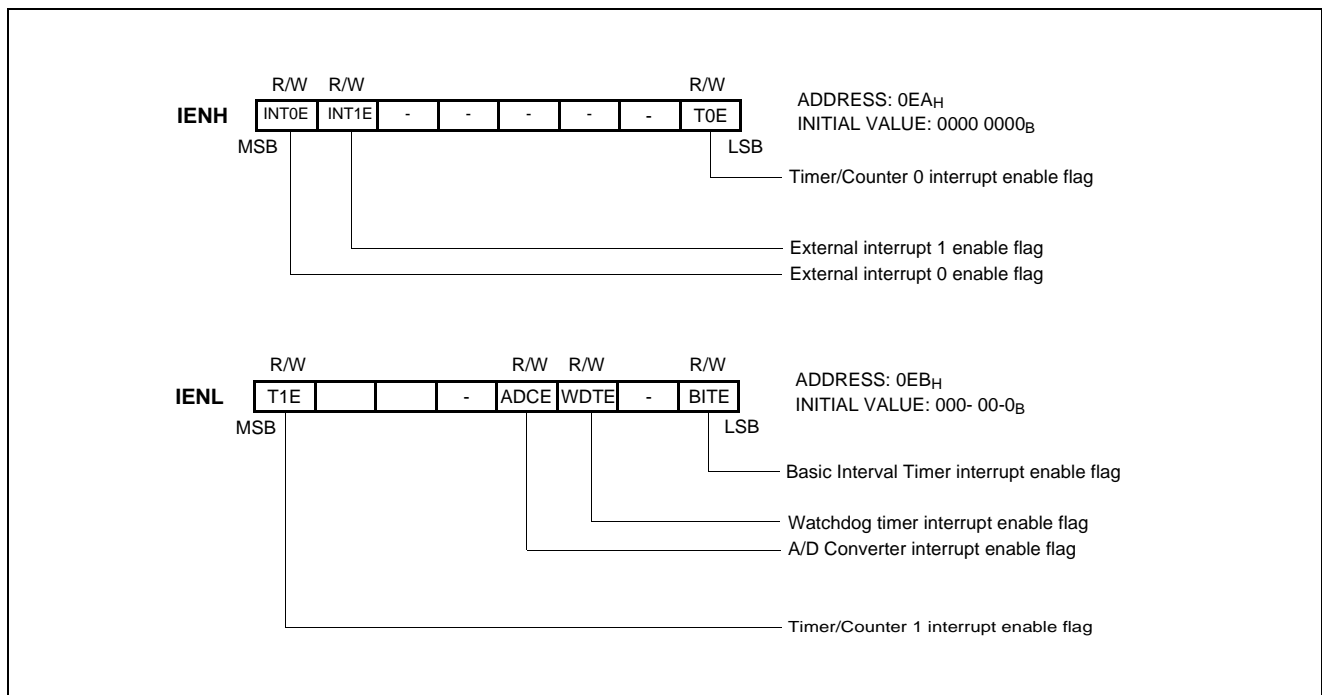 R/W R/W R/W
IENH INT0E INT1E - - - - - T0E
MSB LSB
ADDRESS: 0EAH
INITIAL VALUE: 0000 0000B
Timer/Counter 0 interrupt enable flag
External interrupt 1 enable flag
External interrupt 0 enable flag
R/W R/W R/W R/W
IENL T1E - ADCE WDTE - BITE
MSB LSB
ADDRESS: 0EBH
INITIAL VALUE: 000- 00-0B
Basic Interval Timer interrupt enable flag
Watchdog timer interrupt enable flag
A/D Converter interrupt enable flag
Timer/Counter 1 interrupt enable flag